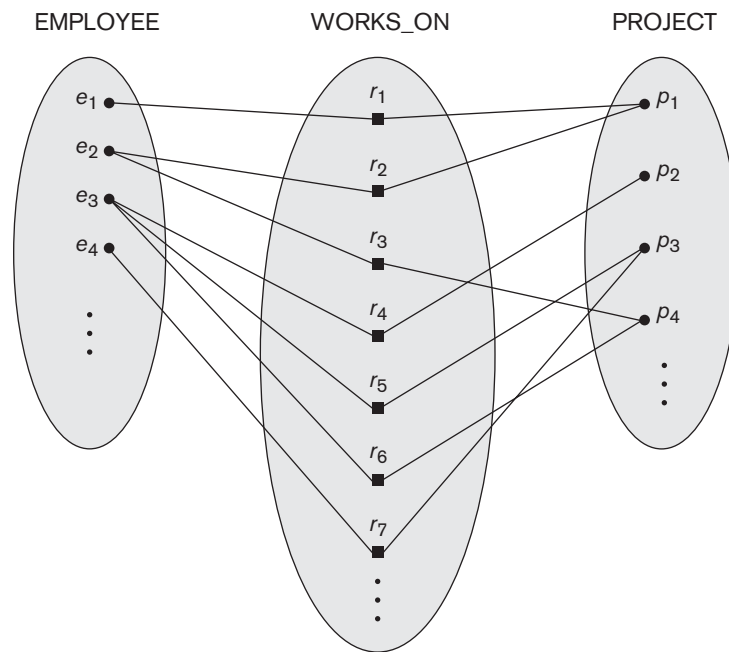 EMPLOYEE WORKS_ON PROJECT
e1
e2
e3
e4
r1
r2
r3
r4
r5
r6
r7
p1
p2
p3
p4